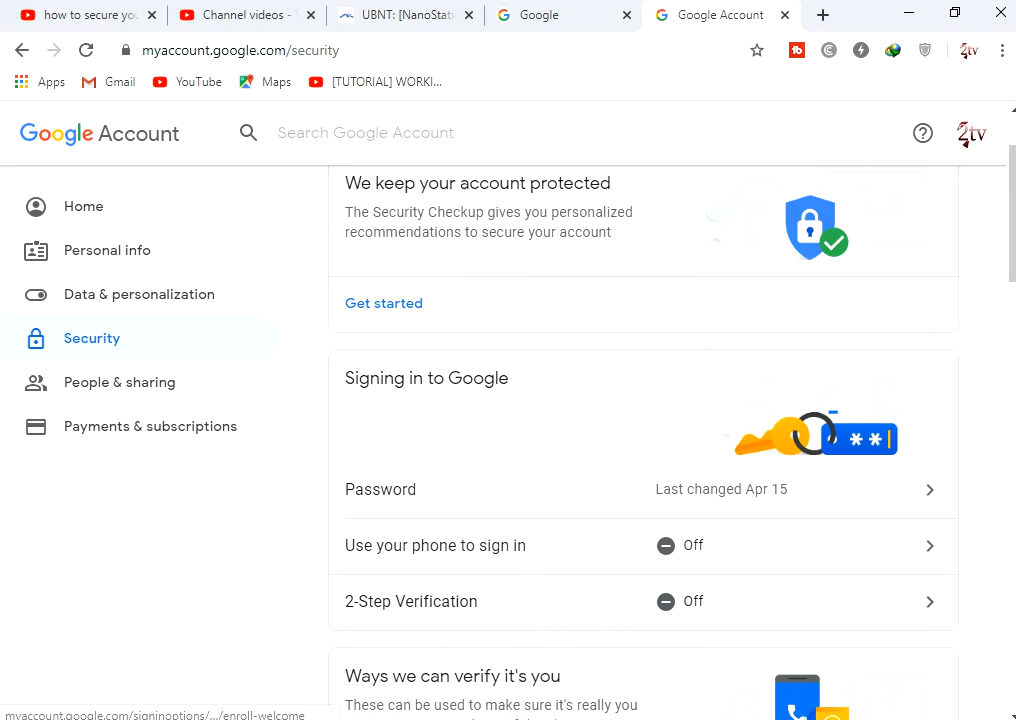 how to secure you
Channel videos - Y
UBNT: [NanoStati
Google
Google Account
myaccount.google.com/security
2tv
Apps
Gmail
YouTube
Maps
[TUTORIAL] WORKI...
Google Account
Search Google Account
2tv
Home
Personal info
Data & personalization
Security
People & sharing
Payments & subscriptions
We keep your account protected
The Security Checkup gives you personalized
recommendations to secure your account
Get started
Signing in to Google
**
Password
Last changed Apr 15
Use your phone to sign in
Off
2-Step Verification
Off
Ways we can verify it's you
These can be used to make sure it's really you
myaccount.google.com/signinoptions/.../enroll-welcome